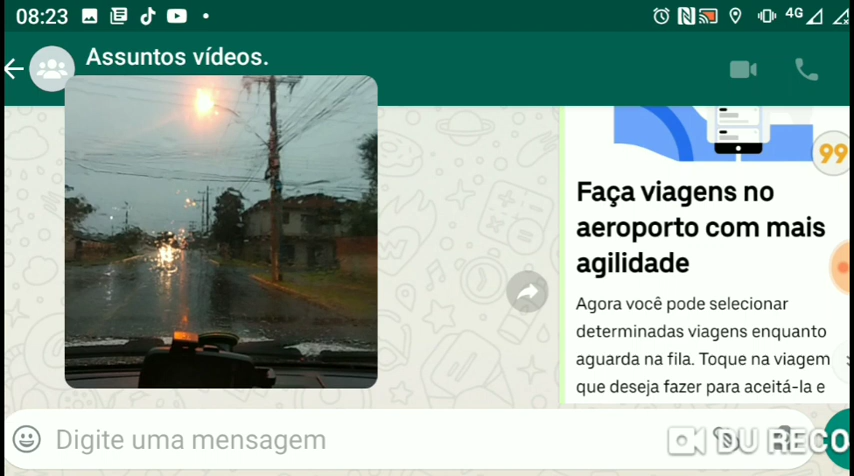 08:23
4G
Assuntos vídeos.
99
Faça viagens no
aeroporto com mais
agilidade
Agora você pode selecionar
determinadas viagens enquanto
aguarda na fila. Toque na viagem
que deseja fazer para aceitá-la e
Digite uma mensagem
DU RECO